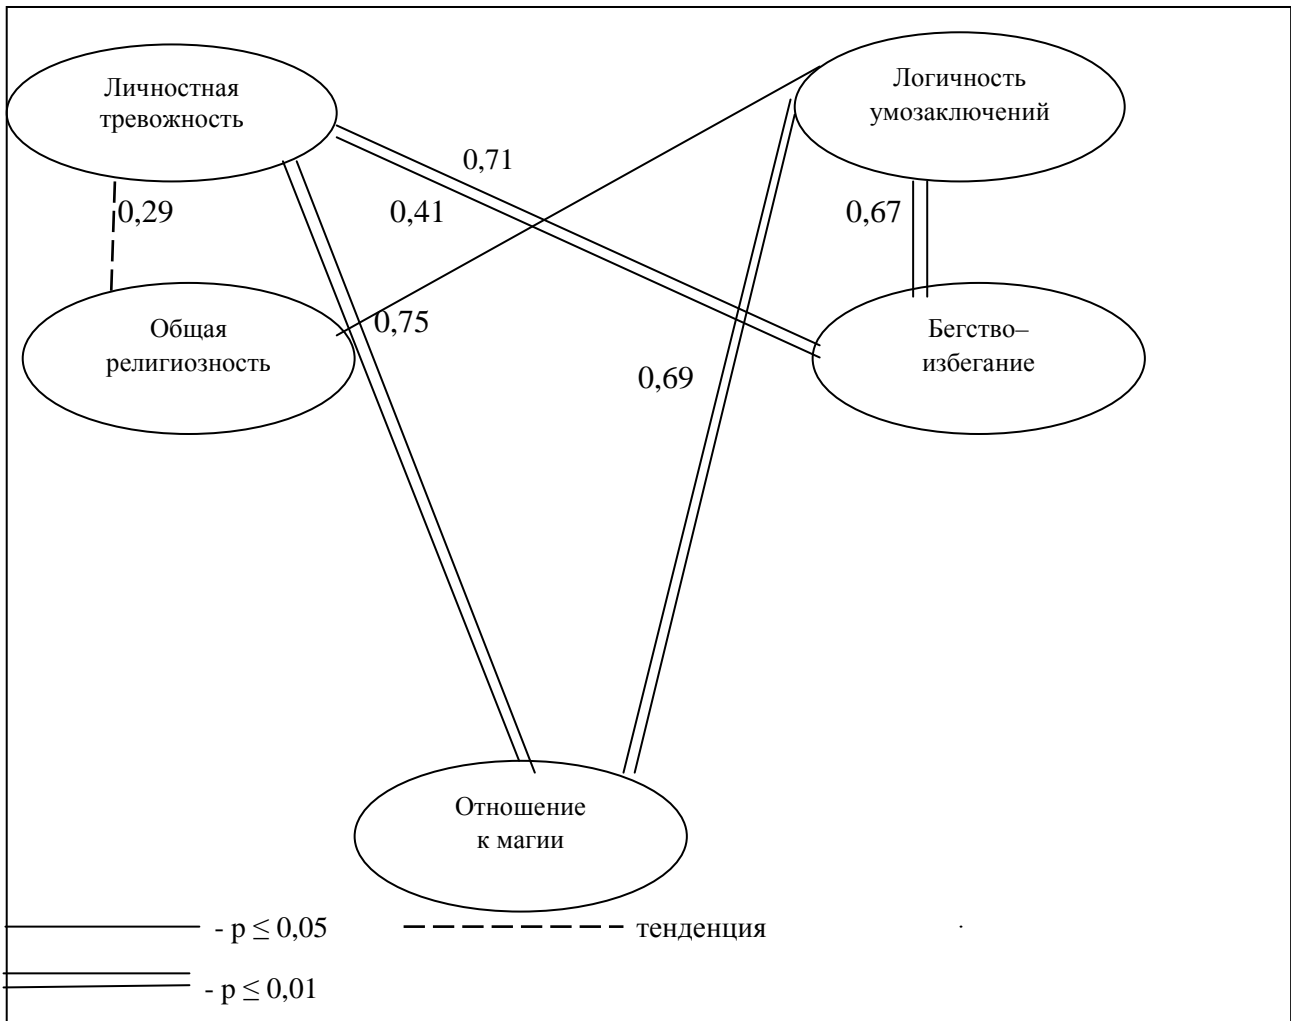 Личностная
тревожность
Логичность
умозаключений
0,71
0,29
0,41
0,67
Общая
религиозность
0,75
Бегство–
избегание
0,69
Отношение
к магии
- p ≤ 0,05
тенденция
- p ≤ 0,01